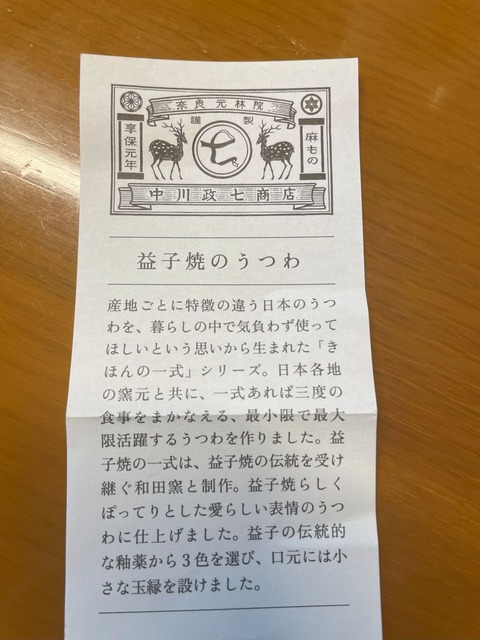 奈良元林院
謹製
享保元年
麻もの
七
中川政七商店
益子焼のうつわ
産地ごとに特徴の違う日本のうつ
わを、暮らしの中で気負わず使って
ほしいという思いから生まれた「き
ほんの一式」シリーズ。日本各地
の窯元と共に、一式あれば三度の
食事をまかなえる、最小限で最大
限活躍するうつわを作りました。益
子焼の一式は、益子焼の伝統を受け
継ぐ和田窯と制作。益子焼らしく
ぽってりとした愛らしい表情のうつ
わに仕上げました。益子の伝統的
な釉薬から3色を選び、口元には小
さな玉縁を設けました。